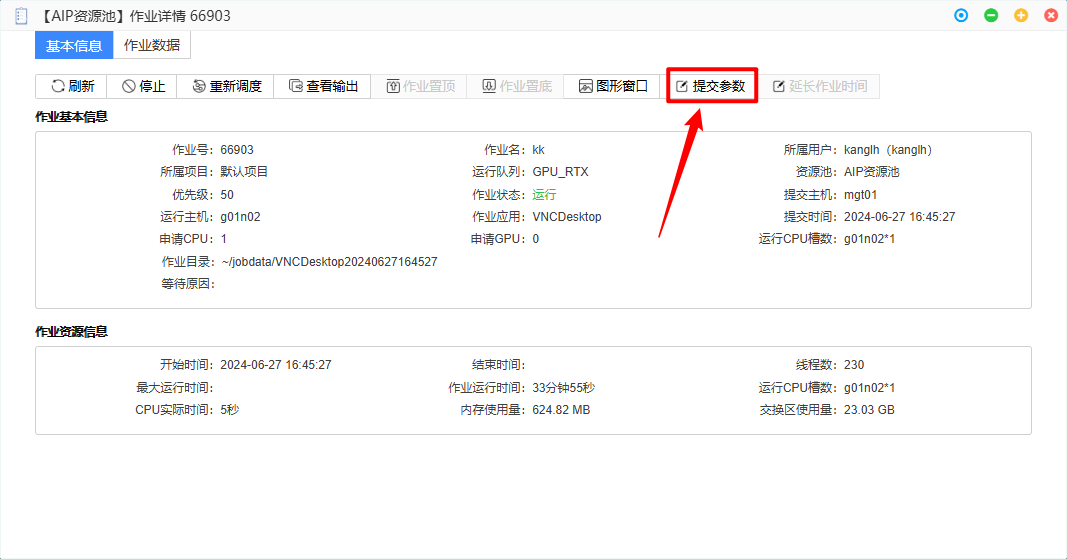 【AIP资源池】作业详情 66903
基本信息 作业数据
刷新 停止 重新调度 查看输出 作业置顶 作业置底 图形窗口 提交参数 延长作业时间
作业基本信息
作业号： 66903 作业名： kk 所属用户： kanglh（kanglh）
所属项目： 默认项目 运行队列： GPU_RTX 资源池： AIP资源池
优先级： 50 作业状态： 运行 提交主机： mgt01
运行主机： g01n02 作业应用： VNCDesktop 提交时间： 2024-06-27 16:45:27
申请CPU： 1 申请GPU： 0 运行CPU槽数： g01n02*1
作业目录： ~/jobdata/VNCDesktop20240627164527
等待原因：
作业资源信息
开始时间： 2024-06-27 16:45:27 结束时间： 线程数： 230
最大运行时间： 作业运行时间： 33分钟55秒 运行CPU槽数： g01n02*1
CPU实际时间： 5秒 内存使用量： 624.82 MB 交换区使用量： 23.03 GB